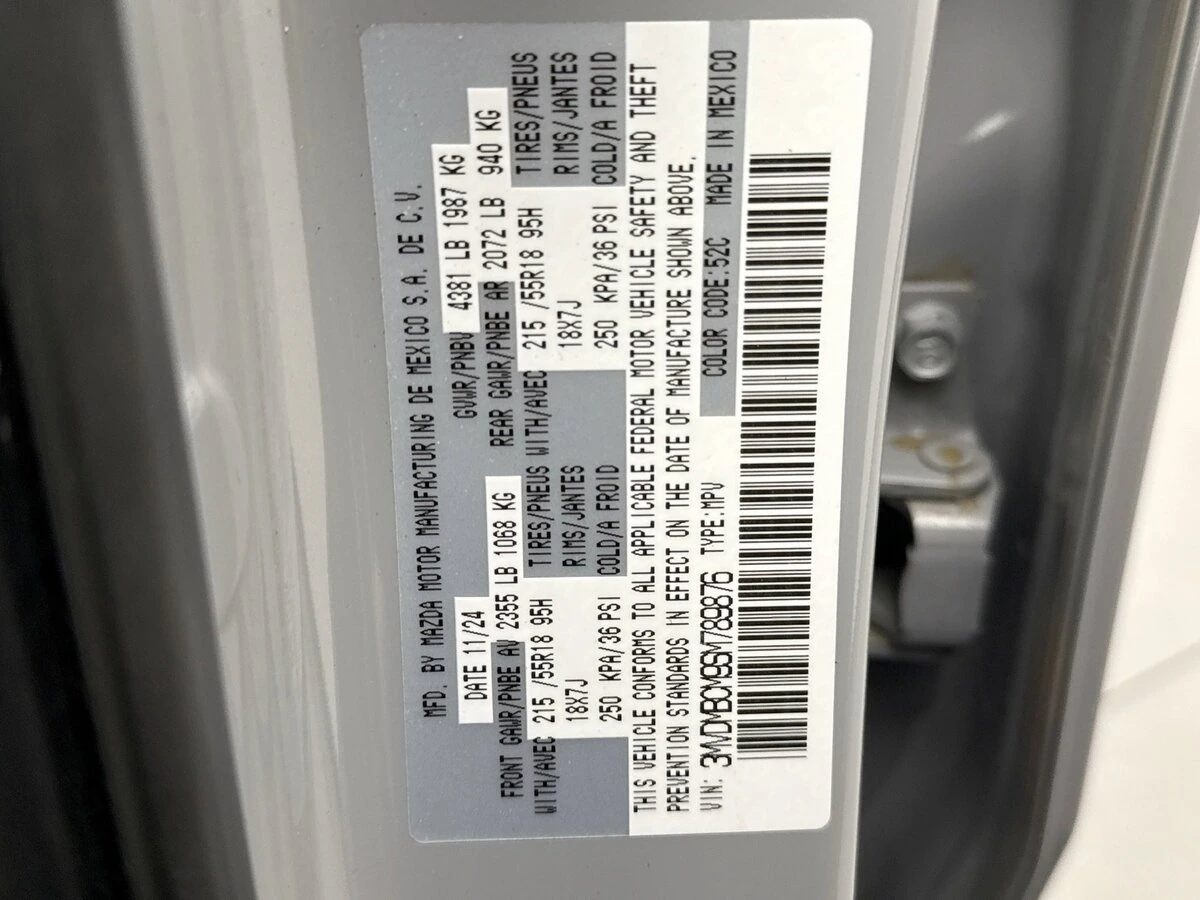 MFD. BY MAZDA MOTOR MANUFACTURING DE MEXICO S.A. DE C.V.
DATE 11/24 GVWR/PNBV 4381 LB 1987 KG
FRONT GAWR/PNBE AV 2355 LB 1068 KG REAR GAWR/PNBE AR 2072 LB 940 KG
WITH/AVEC 215 /55R18 95H TIRES/PNEUS WITH/AVEC 215 /55R18 95H TIRES/PNEUS
18X7J RIMS/JANTES 18X7J RIMS/JANTES
250 KPA/36 PSI COLD/A FROID 250 KPA/36 PSI COLD/A FROID
THIS VEHICLE CONFORMS TO ALL APPLICABLE FEDERAL MOTOR VEHICLE SAFETY AND THEFT
PREVENTION STANDARDS IN EFFECT ON THE DATE OF MANUFACTURE SHOWN ABOVE.
VIN: 3MVDMBCM9SM789876 TYPE:MPV COLOR CODE:52C MADE IN MEXICO